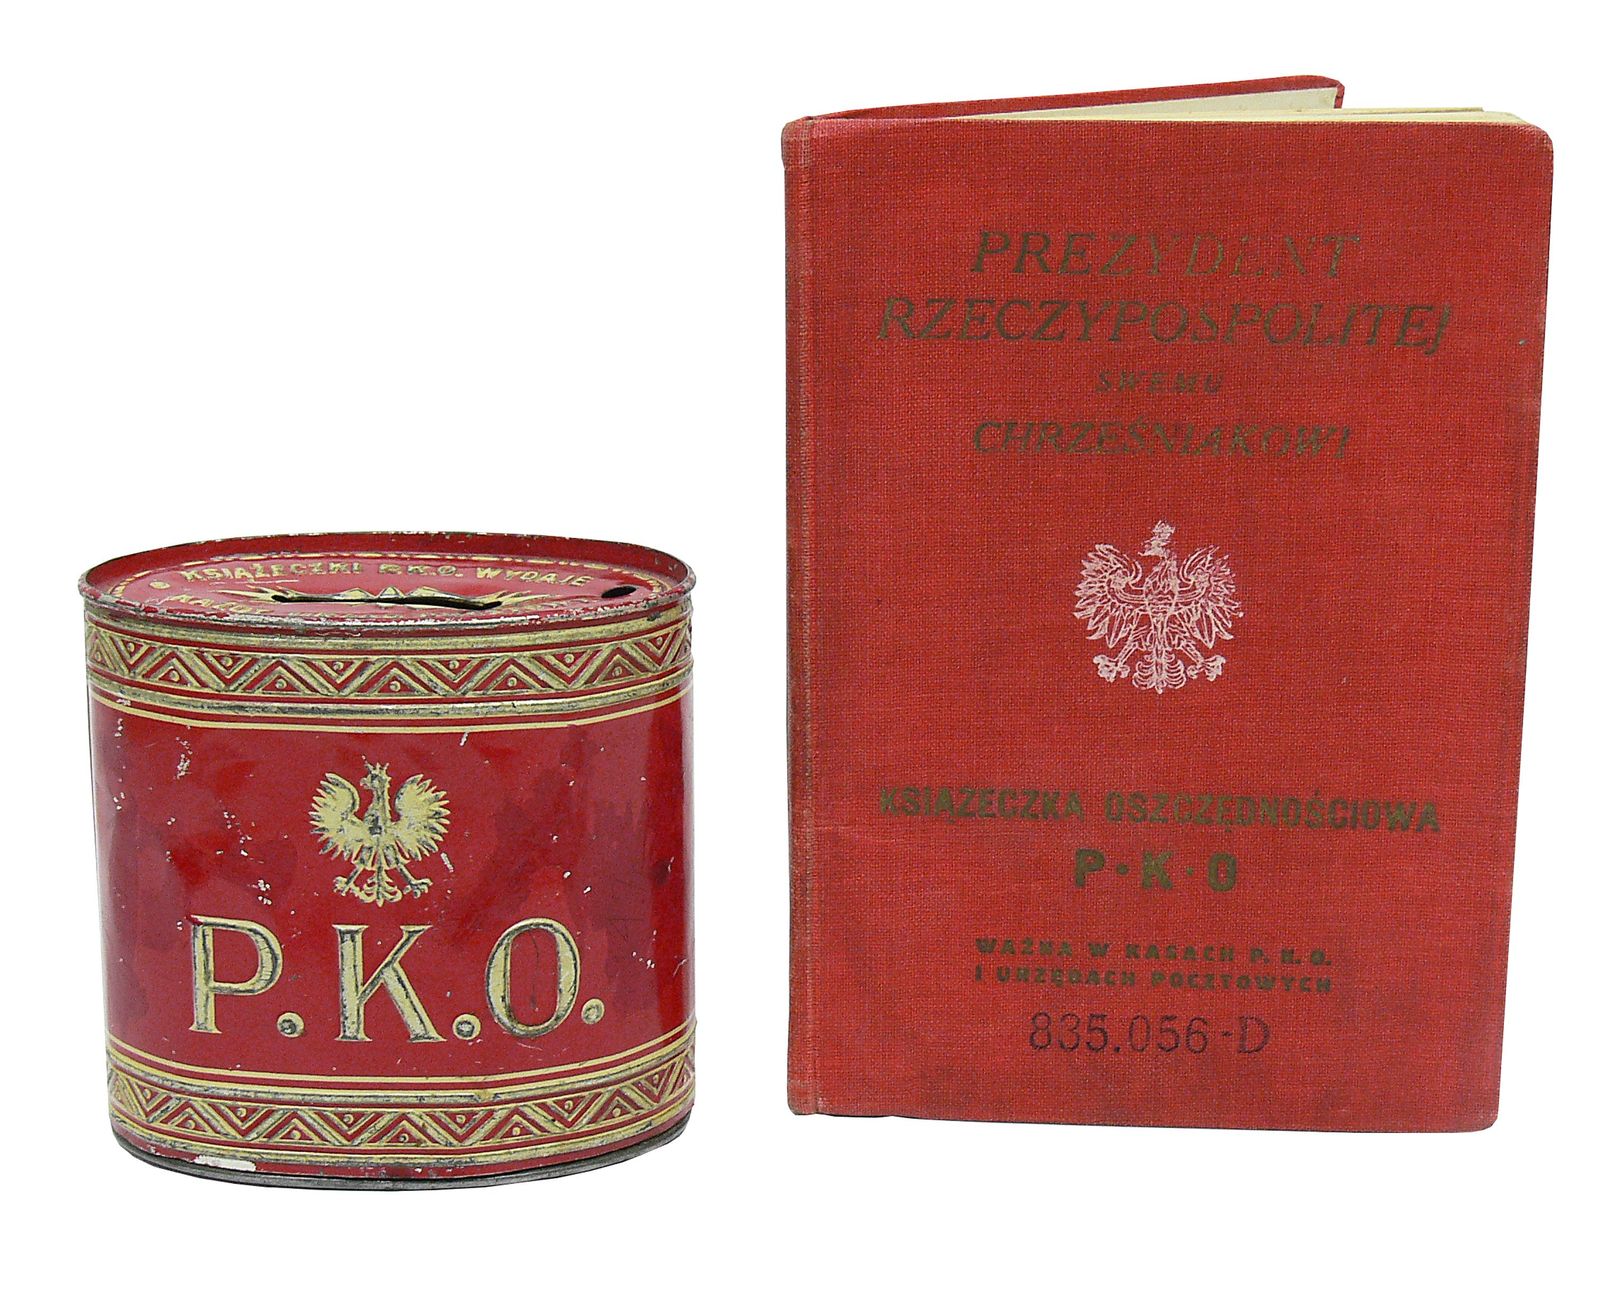 KSIĄŻECZKI P.K.O. WYDAJE
P.K.O.
PREZYDENT
RZECZYPOSPOLITEJ
SWEMU
CHRZEŚNIAKOWI
KSIĄŻECZKA OSZCZĘDNOŚCIOWA
P·K·O
WAŻNA W KASACH P.K.O.
I URZĘDACH POCZTOWYCH
835.056-D